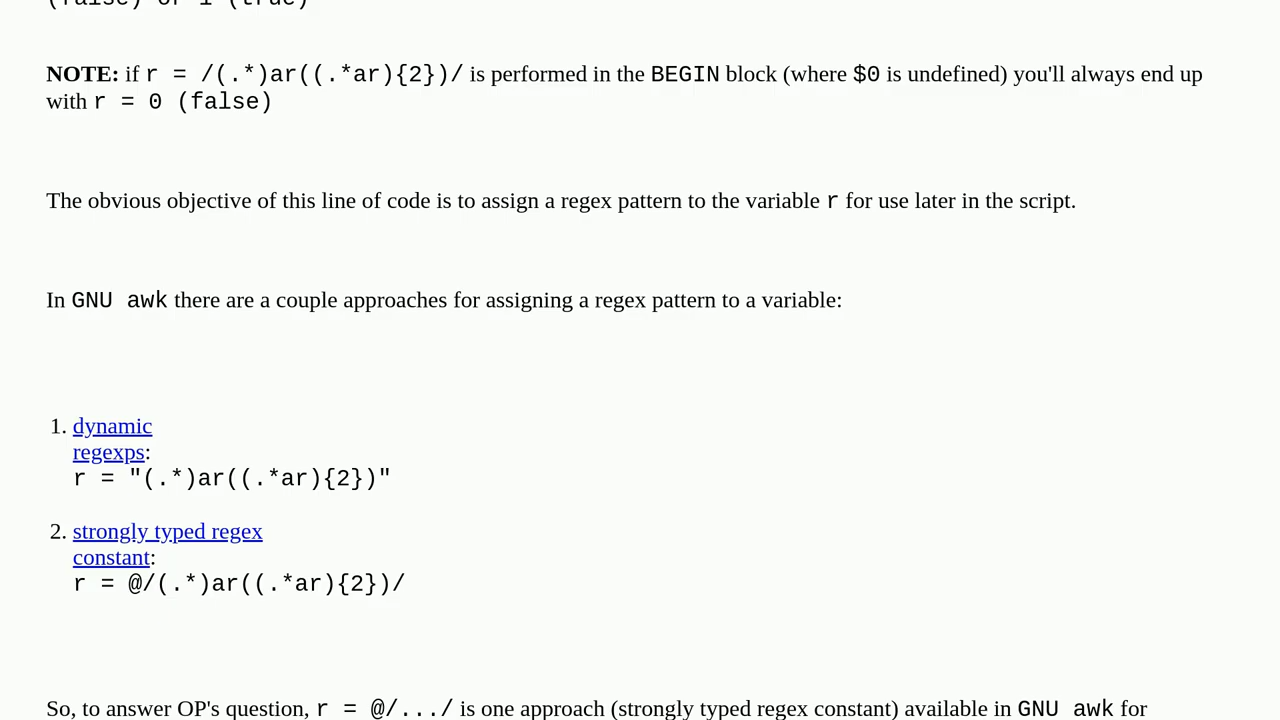 (false) or 1 (true)
NOTE: if r = /(.*)ar((.*ar){2})/ is performed in the BEGIN block (where $0 is undefined) you'll always end up
with r = 0 (false)
The obvious objective of this line of code is to assign a regex pattern to the variable r for use later in the script.
In GNU awk there are a couple approaches for assigning a regex pattern to a variable:
1. dynamic
regexps:
r = "(.*)ar((.*ar){2})"
2. strongly typed regex
constant:
r = @/(.*)ar((.*ar){2})/
So, to answer OP's question, r = @/.../ is one approach (strongly typed regex constant) available in GNU awk for